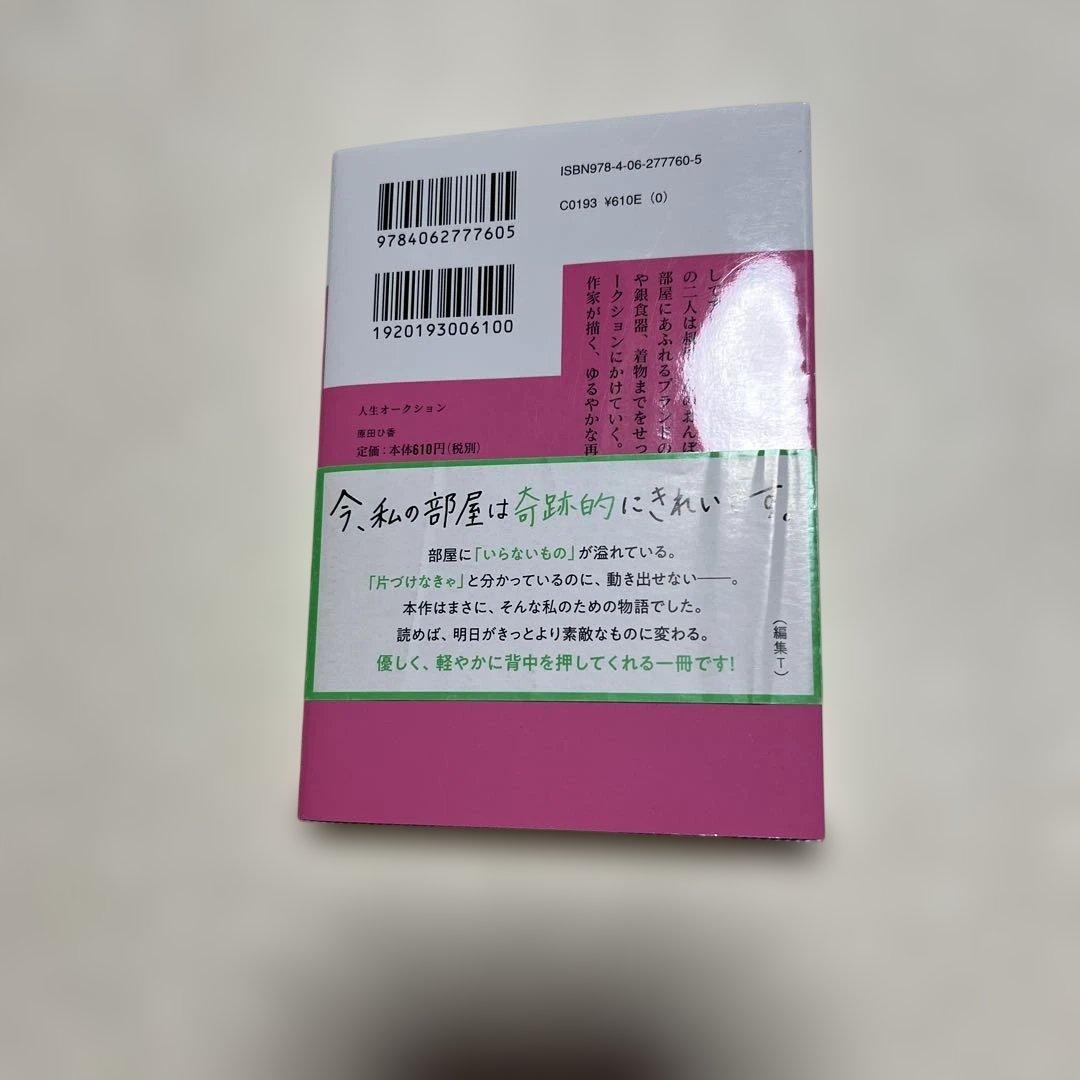 ISBN978-4-06-277760-5
C0193 ¥610E (0)
9784062777605
1920193006100
の二人は
部屋にあふれるブランド
や銀食器、着物までをせっ
ークションにかけていく。
作家が描く、ゆるやかな再
人生オークション
原田ひ香
定価:本体610円(税別)
今、私の部屋は奇跡的にきれいす。
部屋に「いらないもの」が溢れている。
「片づけなきゃ」と分かっているのに、動き出せない――。
本作はまさに、そんな私のための物語でした。
読めば、明日がきっとより素敵なものに変わる。
優しく、軽やかに背中を押してくれる一冊です!
(編集T)